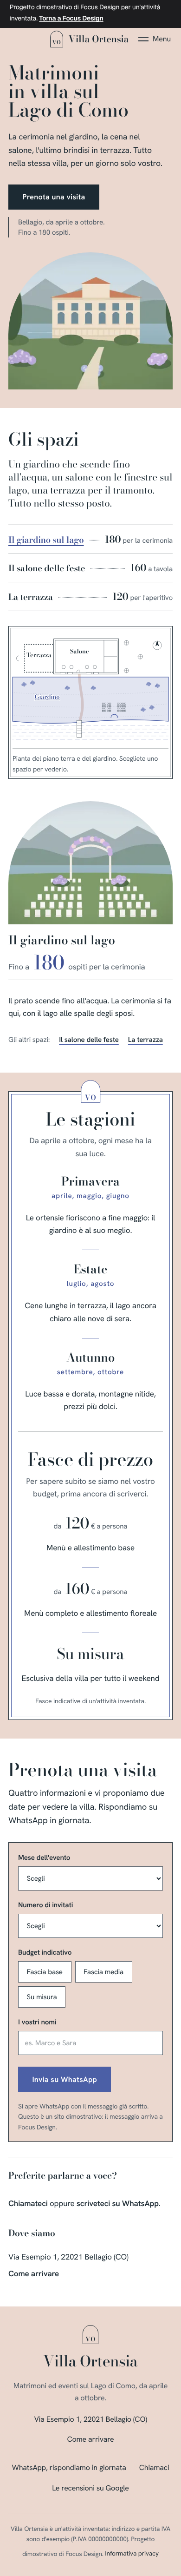 Progetto dimostrativo di Focus Design per un'attività
inventata. Torna a Focus Design
VO Villa Ortensia Menu
Matrimoni
in villa sul
Lago di Como
La cerimonia nel giardino, la cena nel
salone, l'ultimo brindisi in terrazza. Tutto
nella stessa villa, per un giorno solo vostro.
Prenota una visita
Bellagio, da aprile a ottobre.
Fino a 180 ospiti.
Gli spazi
Un giardino che scende fino
all'acqua, un salone con le finestre sul
lago, una terrazza per il tramonto.
Tutto nello stesso posto.
Il giardino sul lago 180 per la cerimonia
Il salone delle feste 160 a tavola
La terrazza 120 per l'aperitivo
Terrazza
Salone
Giardino
Pianta del piano terra e del giardino. Scegliete uno
spazio per vederlo.
Il giardino sul lago
Fino a 180 ospiti per la cerimonia
Il prato scende fino all'acqua. La cerimonia si fa
qui, con il lago alle spalle degli sposi.
Gli altri spazi: Il salone delle feste La terrazza
VO
Le stagioni
Da aprile a ottobre, ogni mese ha la
sua luce.
Primavera
aprile, maggio, giugno
Le ortensie fioriscono a fine maggio: il
giardino è al suo meglio.
Estate
luglio, agosto
Cene lunghe in terrazza, il lago ancora
chiaro alle nove di sera.
Autunno
settembre, ottobre
Luce bassa e dorata, montagne nitide,
prezzi più dolci.
Fasce di prezzo
Per sapere subito se siamo nel vostro
budget, prima ancora di scriverci.
da 120 € a persona
Menù e allestimento base
da 160 € a persona
Menù completo e allestimento floreale
Su misura
Esclusiva della villa per tutto il weekend
Fasce indicative di un'attività inventata.
Prenota una visita
Quattro informazioni e vi proponiamo due
date per vedere la villa. Rispondiamo su
WhatsApp in giornata.
Mese dell'evento
Scegli
Numero di invitati
Scegli
Budget indicativo
Fascia base Fascia media
Su misura
I vostri nomi
es. Marco e Sara
Invia su WhatsApp
Si apre WhatsApp con il messaggio già scritto.
Questo è un sito dimostrativo: il messaggio arriva a
Focus Design.
Preferite parlarne a voce?
Chiamateci oppure scriveteci su WhatsApp.
Dove siamo
Via Esempio 1, 22021 Bellagio (CO)
Come arrivare
VO
Villa Ortensia
Matrimoni ed eventi sul Lago di Como, da aprile
a ottobre.
Via Esempio 1, 22021 Bellagio (CO)
Come arrivare
WhatsApp, rispondiamo in giornata Chiamaci
Le recensioni su Google
Villa Ortensia è un'attività inventata: indirizzo e partita IVA
sono d'esempio (P.IVA 00000000000). Progetto
dimostrativo di Focus Design. Informativa privacy